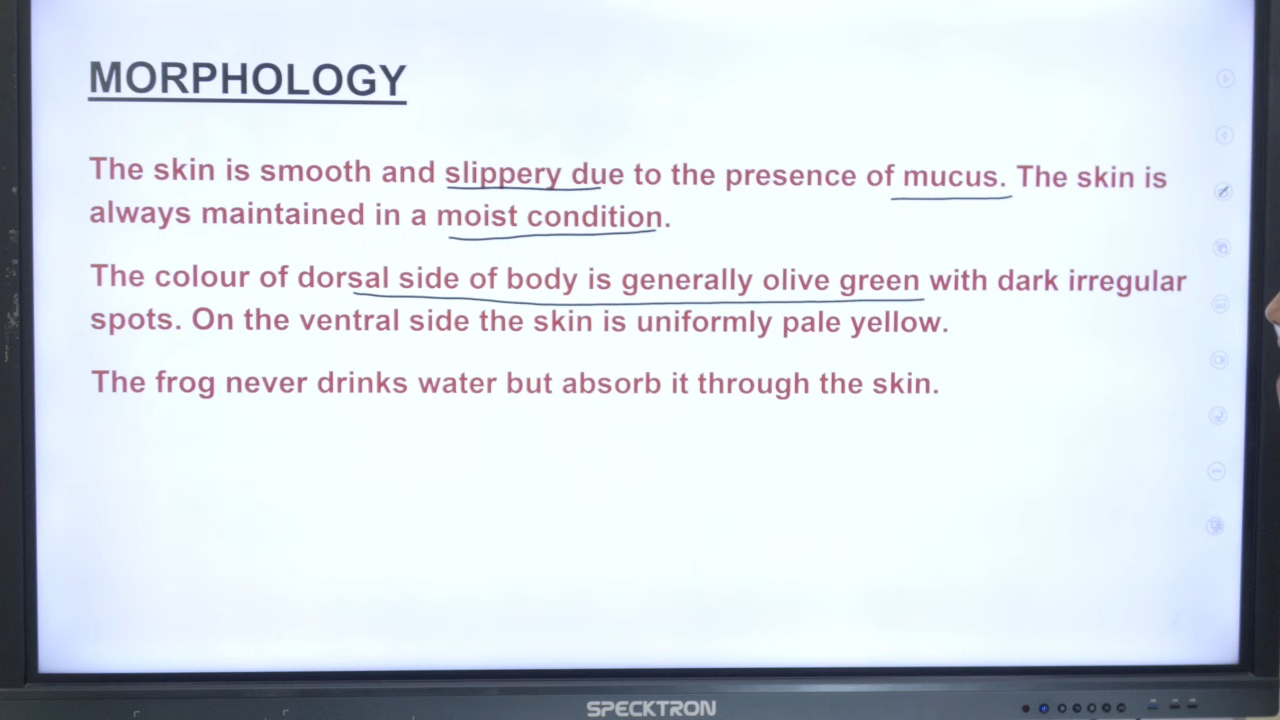 MORPHOLOGY
The skin is smooth and slippery due to the presence of mucus. The skin is
always maintained in a moist condition.
The colour of dorsal side of body is generally olive green with dark irregular
spots. On the ventral side the skin is uniformly pale yellow.
The frog never drinks water but absorb it through the skin.
SPECKTRON